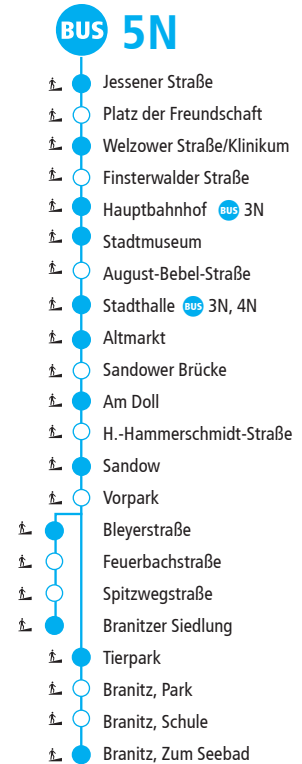 BUS 5N
Jessener Straße
Platz der Freundschaft
Welzower Straße/Klinikum
Finsterwalder Straße
Hauptbahnhof BUS 3N
Stadtmuseum
August-Bebel-Straße
Stadthalle BUS 3N, 4N
Altmarkt
Sandower Brücke
Am Doll
H.-Hammerschmidt-Straße
Sandow
Vorpark
Bleyerstraße
Feuerbachstraße
Spitzwegstraße
Branitzer Siedlung
Tierpark
Branitz, Park
Branitz, Schule
Branitz, Zum Seebad